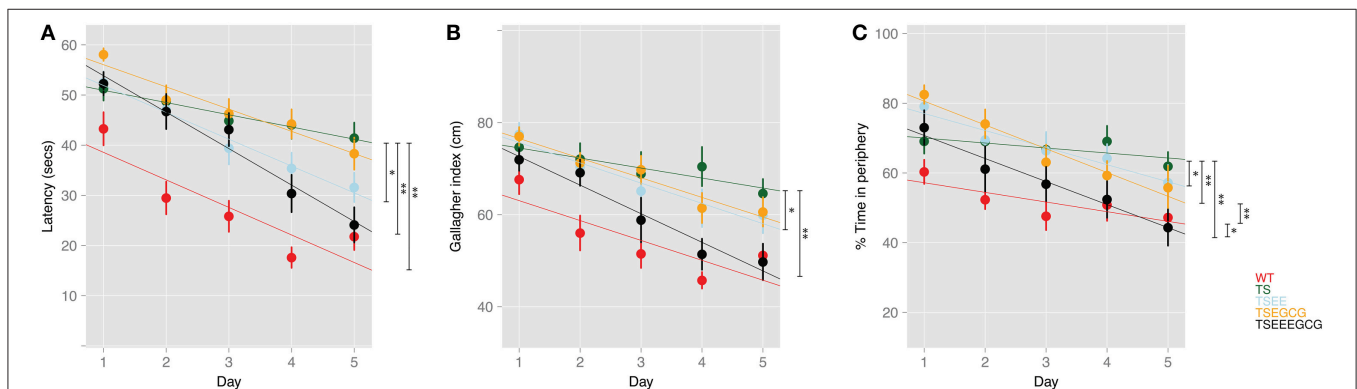 A
Latency (secs)
60
50
40
30
20
10
1 2 3 4 5
Day
*
**
**
B
Gallagher index (cm)
80
60
40
1 2 3 4 5
Day
*
**
C
% Time in periphery
100
80
60
40
20
1 2 3 4 5
Day
*
**
**
**
*
WT
TS
TSEE
TSEGCG
TSEEEGCG